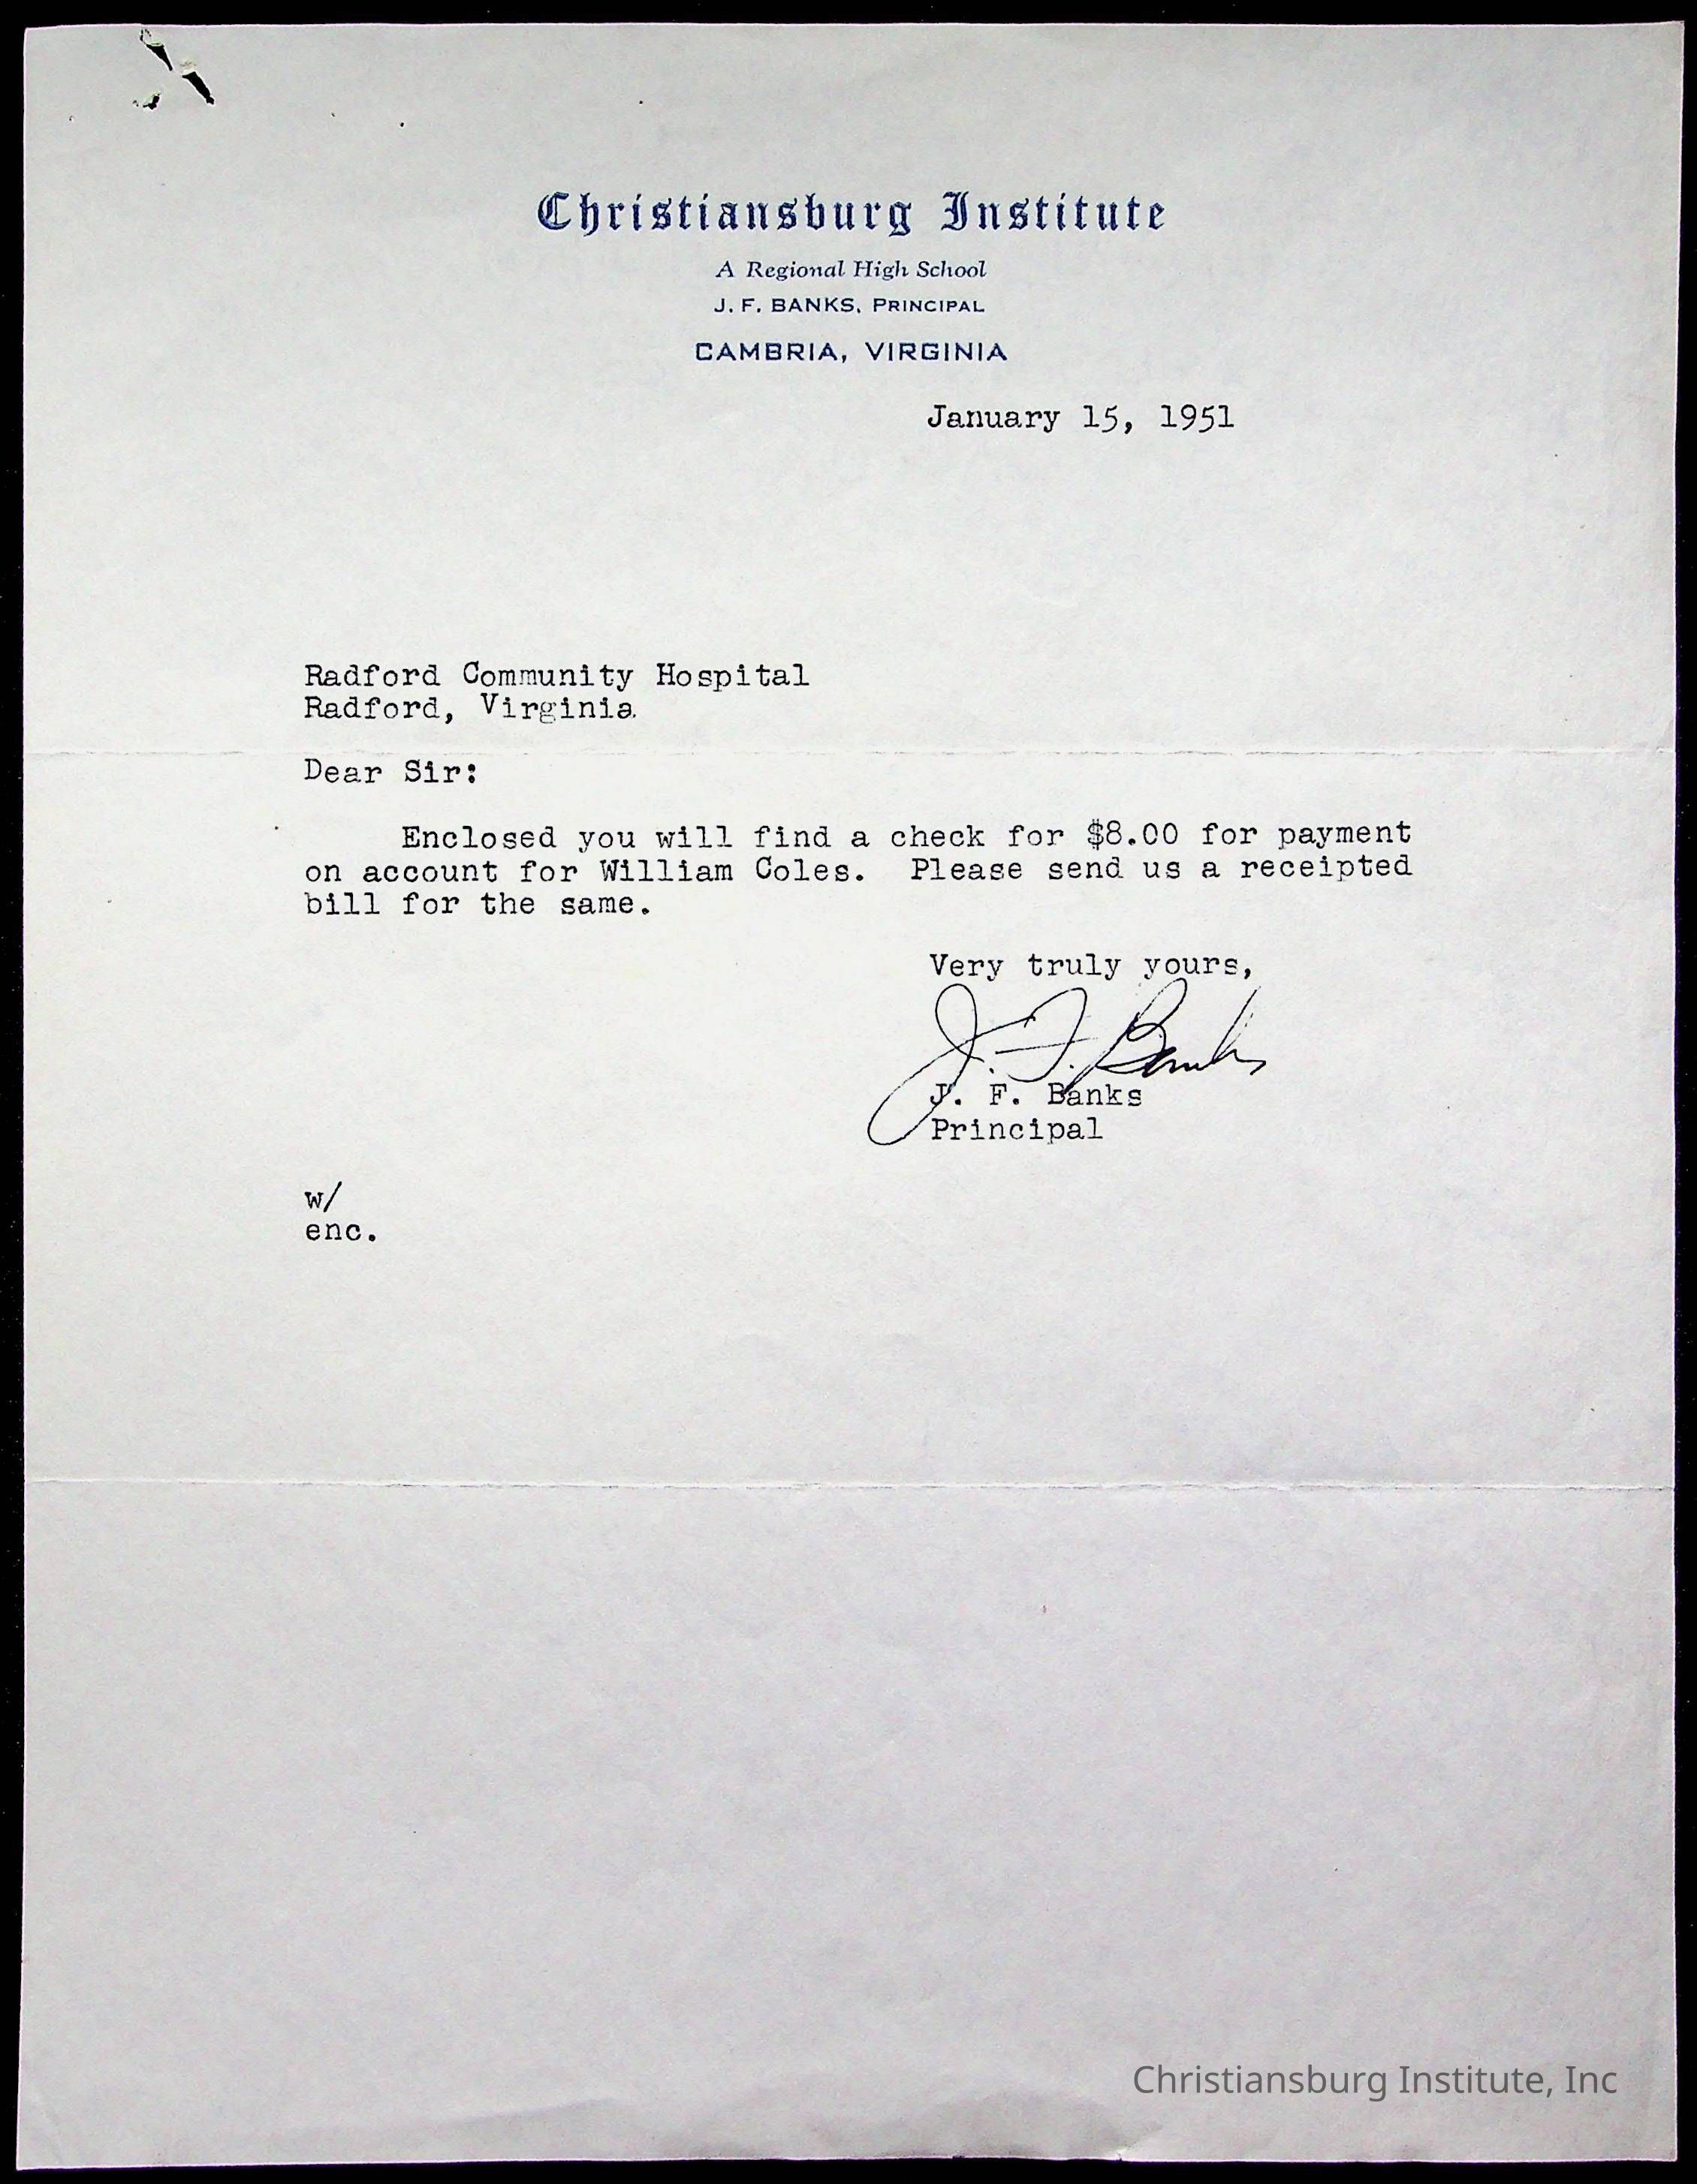 Christiansburg Institute
A Regional High School
J. F. BANKS, PRINCIPAL
CAMBRIA, VIRGINIA
January 15, 1951
Radford Community Hospital
Radford, Virginia.
Dear Sir:
Enclosed you will find a check for $8.00 for payment
on account for William Coles. Please send us a receipted
bill for the same.
Very truly yours,
J. F. Banks
J. F. Banks
Principal
w/
enc.
Christiansburg Institute, Inc